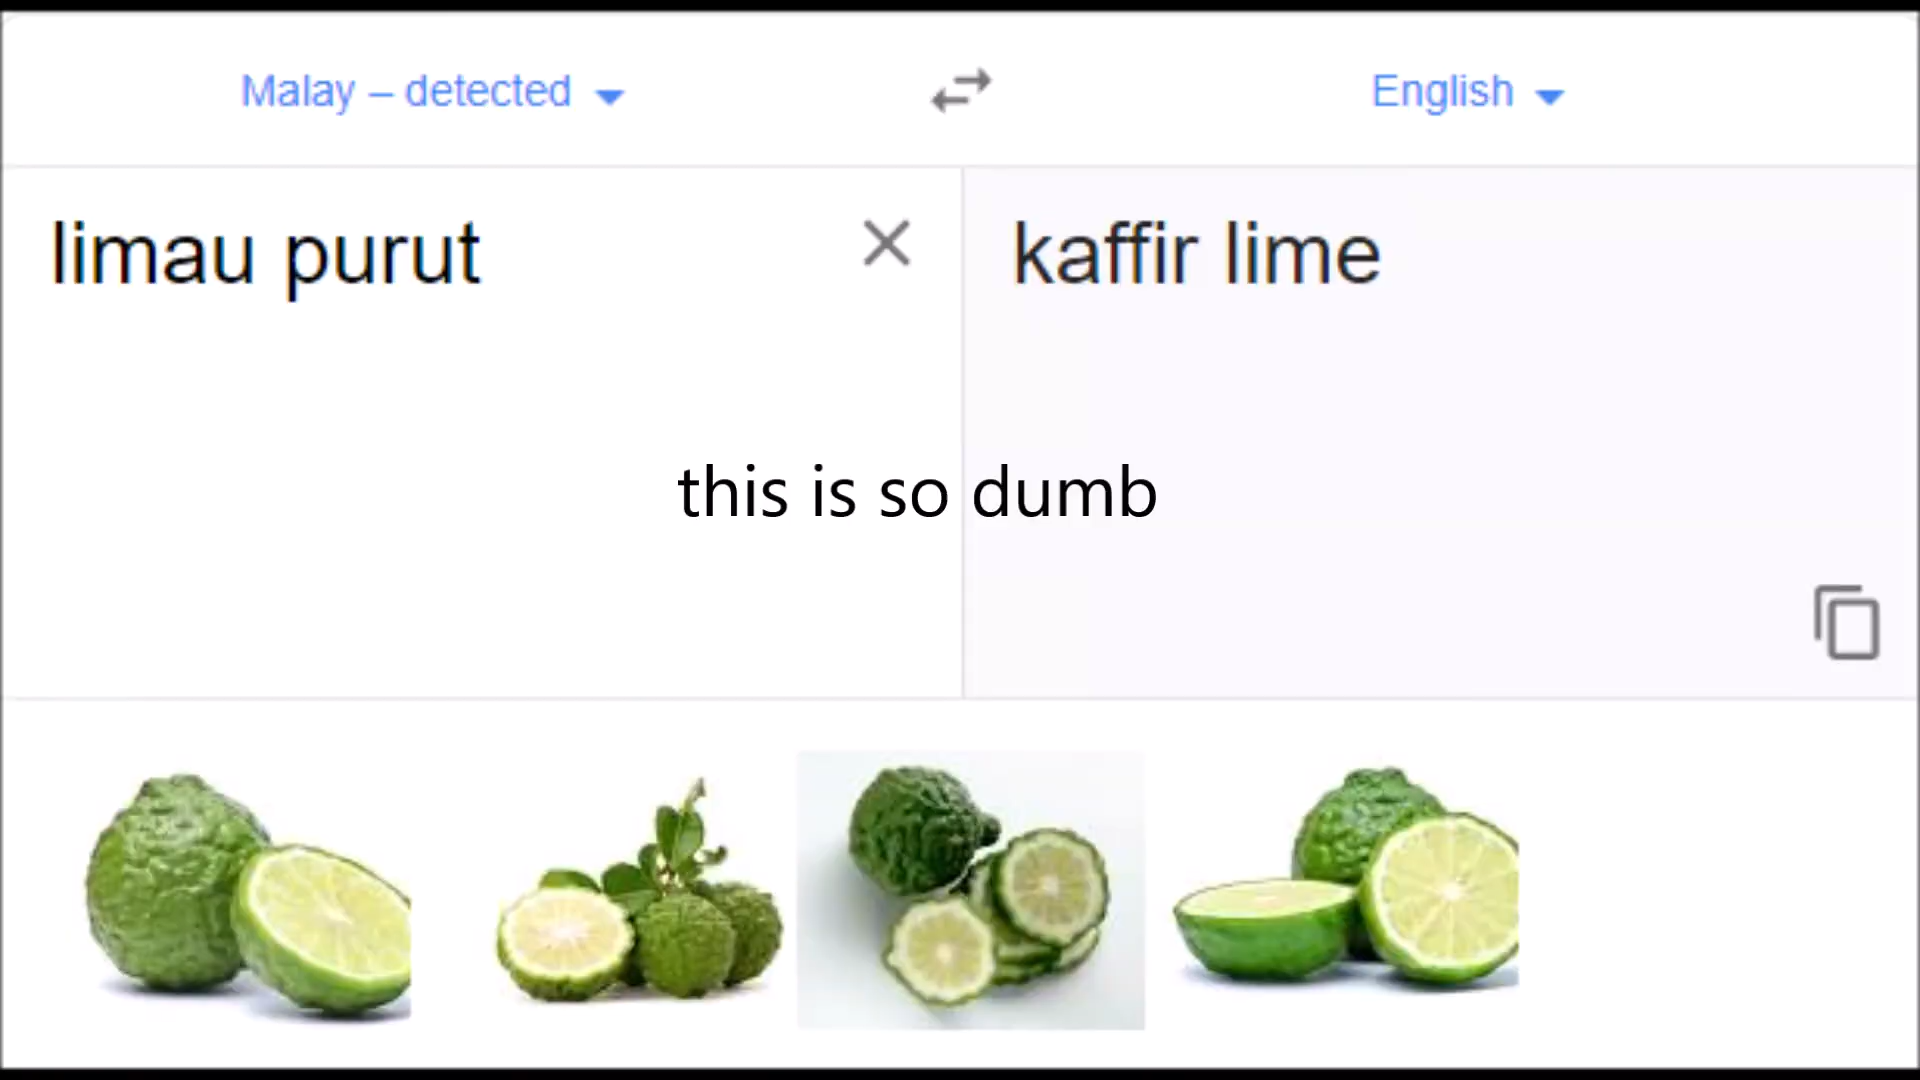 Malay – detected
English
limau purut
kaffir lime
this is so dumb